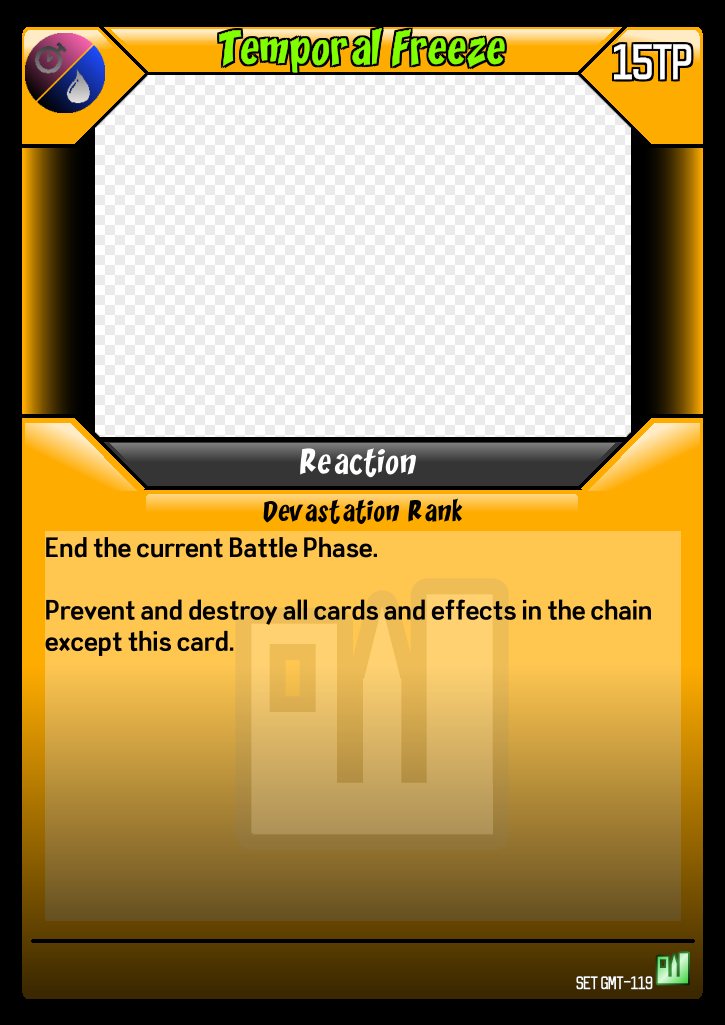 Temporal Freeze
15TP
Reaction
Devastation Rank
End the current Battle Phase.
Prevent and destroy all cards and effects in the chain
except this card.
SET GMT-119